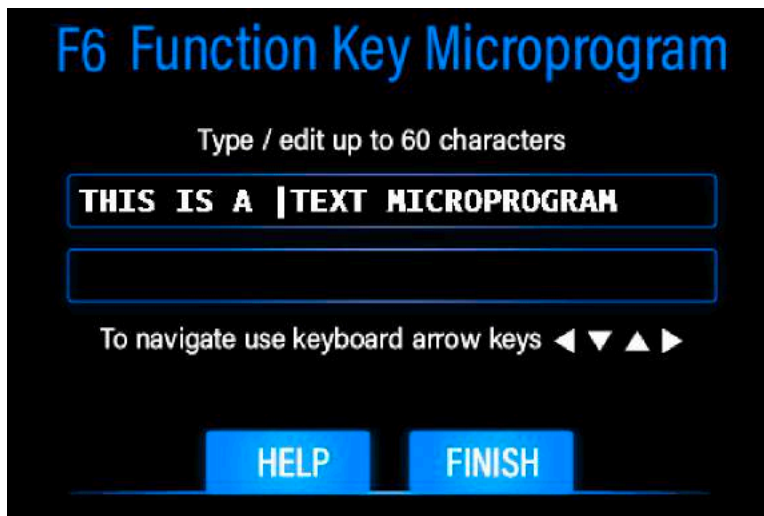 F6 Function Key Microprogram
Type / edit up to 60 characters
THIS IS A |TEXT MICROPROGRAM
To navigate use keyboard arrow keys ◀ ▼ ▲ ▶
HELP FINISH